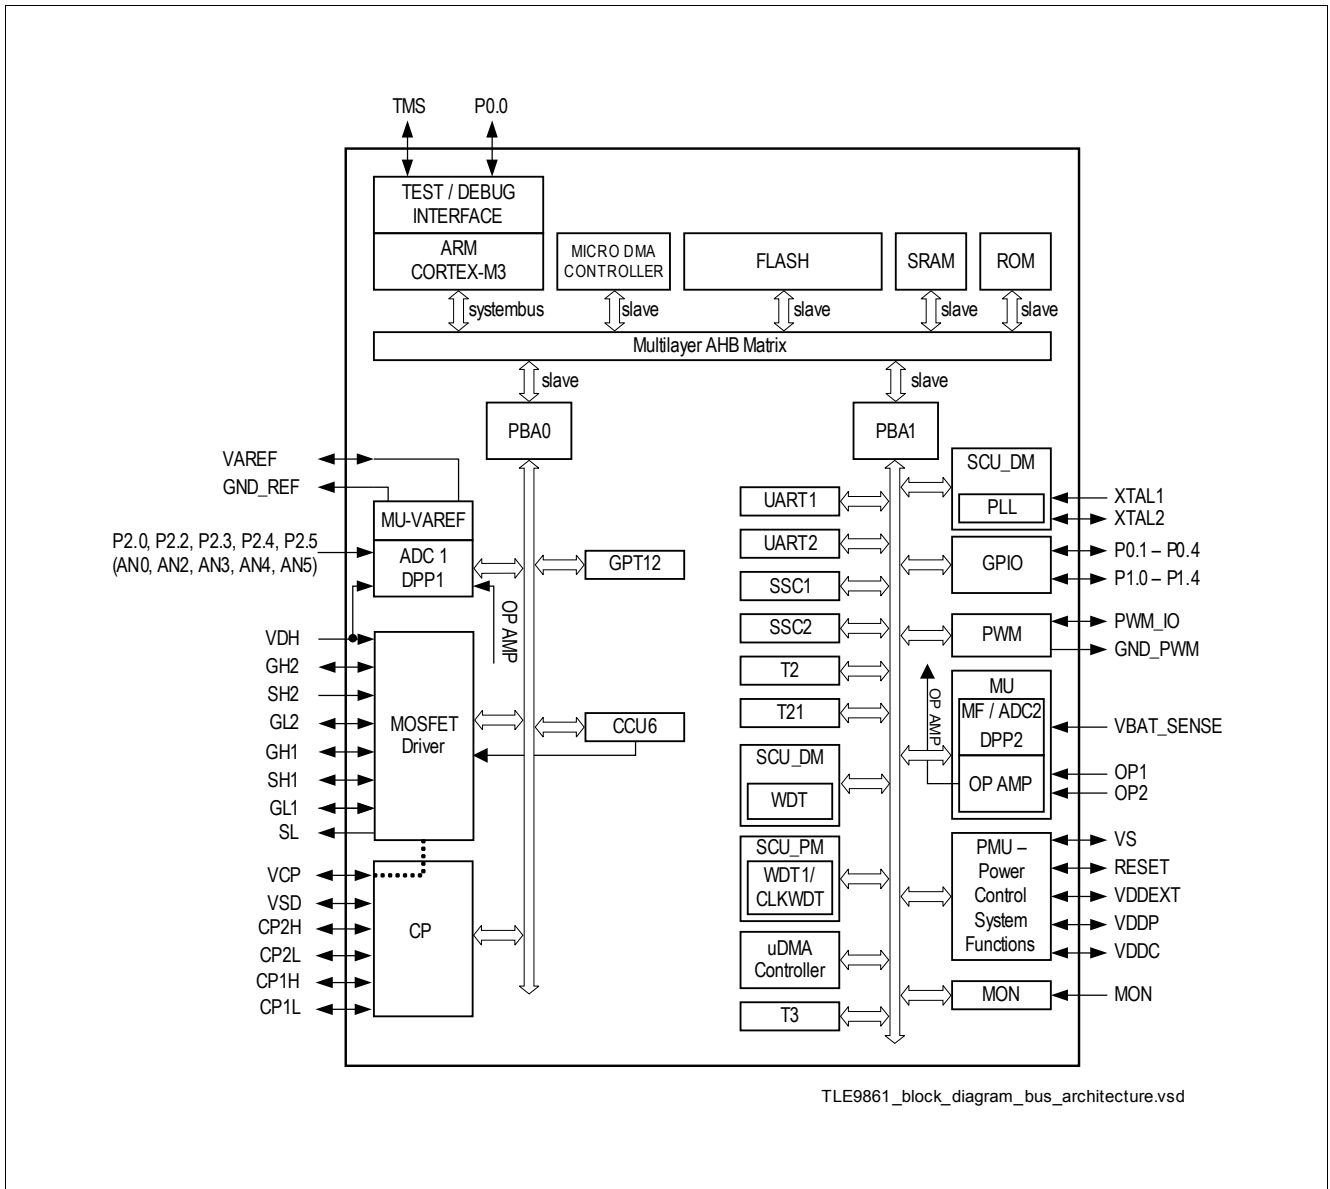 TMS
P0.0
TEST / DEBUG
INTERFACE
ARM
CORTEX-M3
MICRO DMA
CONTROLLER
FLASH
SRAM
ROM
systembus
slave
slave
slave
slave
Multilayer AHB Matrix
slave
slave
PBA0
PBA1
VAREF
GND_REF
MU-VAREF
P2.0, P2.2, P2.3, P2.4, P2.5
(AN0, AN2, AN3, AN4, AN5)
ADC 1
DPP1
OP AMP
GPT12
VDH
GH2
SH2
GL2
GH1
SH1
GL1
SL
MOSFET
Driver
CCU6
VCP
VSD
CP2H
CP2L
CP1H
CP1L
CP
UART1
UART2
SSC1
SSC2
T2
T21
SCU_DM
WDT
SCU_PM
WDT1/
CLKWDT
uDMA
Controller
T3
SCU_DM
PLL
XTAL1
XTAL2
GPIO
P0.1 – P0.4
P1.0 – P1.4
PWM
PWM_IO
GND_PWM
OP AMP
MU
MF / ADC2
DPP2
OP AMP
VBAT_SENSE
OP1
OP2
PMU –
Power
Control
System
Functions
VS
RESET
VDDEXT
VDDP
VDDC
MON
MON
TLE9861_block_diagram_bus_architecture.vsd